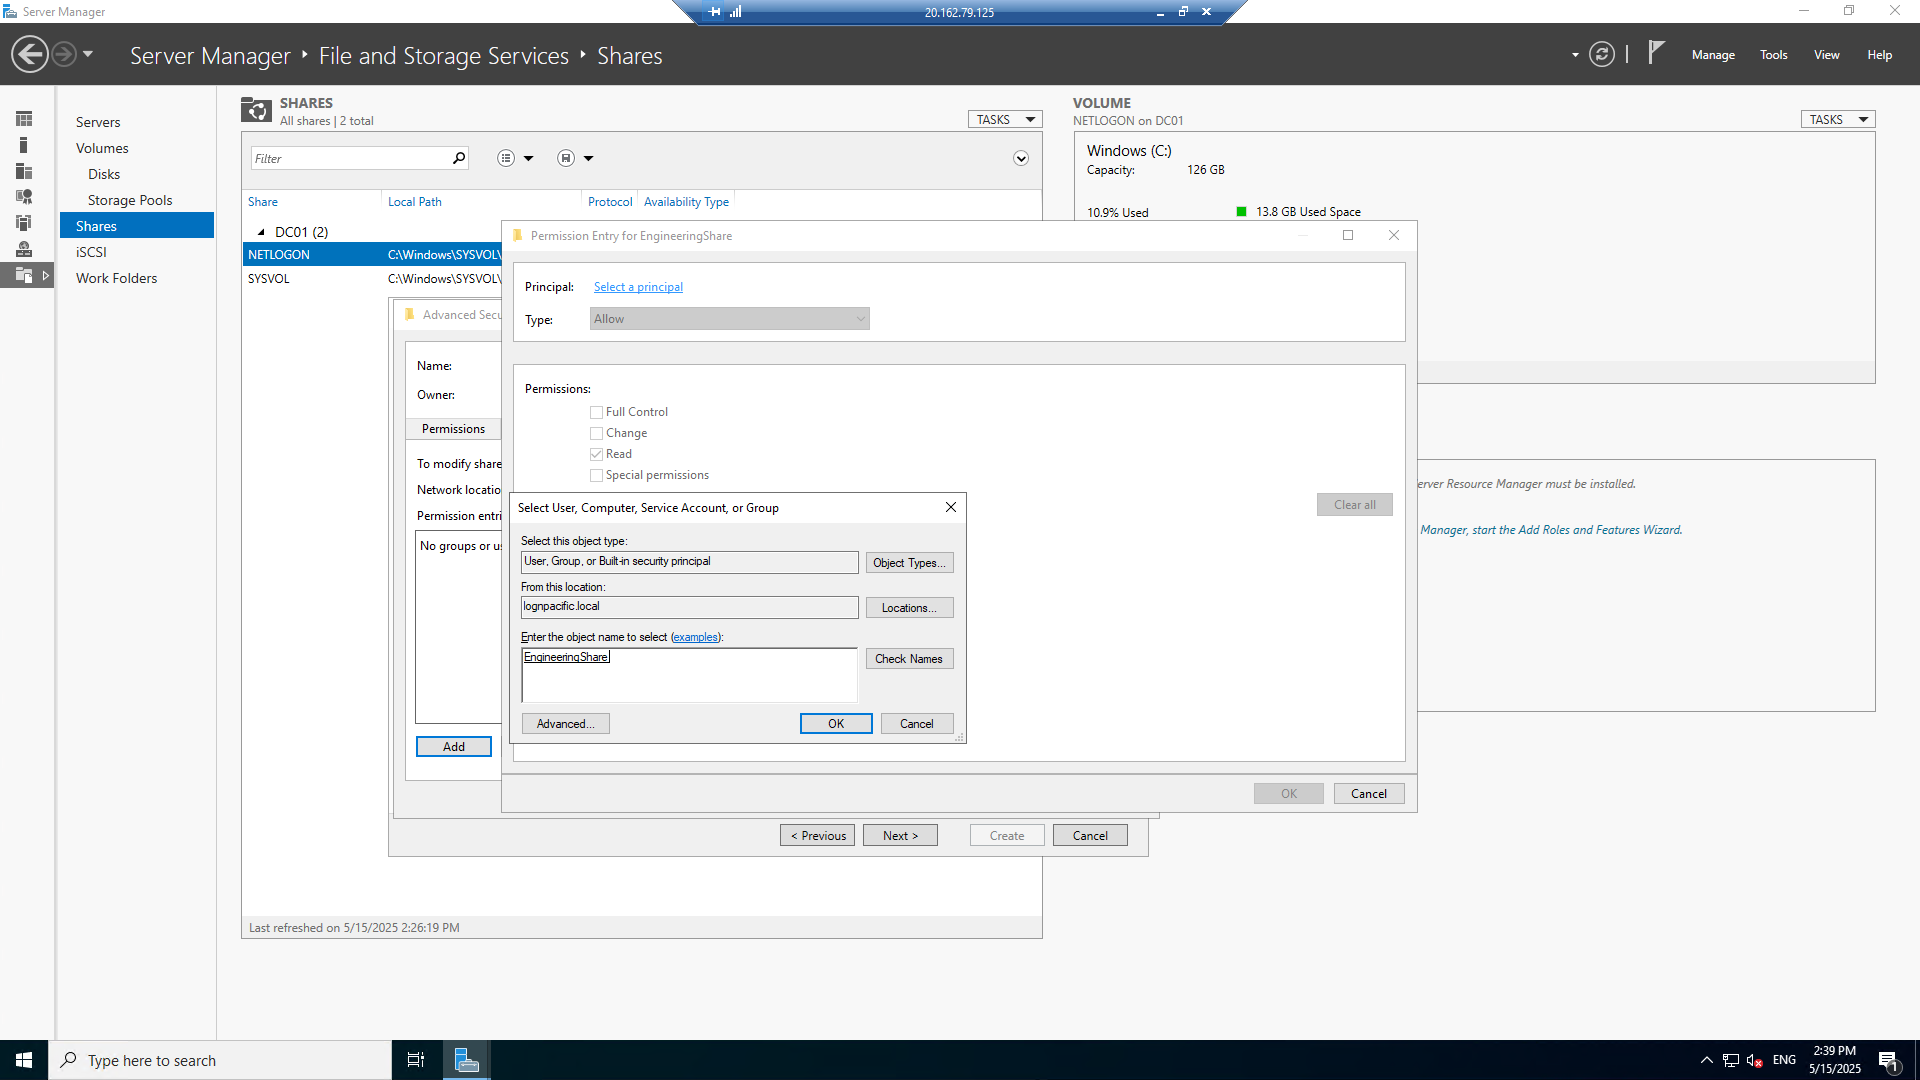 Server Manager
20.162.79.125
Server Manager ‣ File and Storage Services ‣ Shares
Manage
Tools
View
Help
Servers
Volumes
Disks
Storage Pools
Shares
iSCSI
Work Folders
SHARES
All shares | 2 total
TASKS
Filter
Share
Local Path
Protocol
Availability Type
DC01 (2)
NETLOGON
C:\Windows\SYSVOL\
SYSVOL
C:\Windows\SYSVOL\
VOLUME
NETLOGON on DC01
TASKS
Windows (C:)
Capacity:
126 GB
10.9% Used
13.8 GB Used Space
erver Resource Manager must be installed.
Manager, start the Add Roles and Features Wizard.
Advanced Secu
Name:
Owner:
Permissions
To modify share
Network locatio
Permission entri
No groups or us
Add
Permission Entry for EngineeringShare
Principal:
Select a principal
Type:
Allow
Permissions:
Full Control
Change
Read
Special permissions
Clear all
Select User, Computer, Service Account, or Group
Select this object type:
User, Group, or Built-in security principal
Object Types...
From this location:
lognpacific.local
Locations...
Enter the object name to select (examples):
EngineeringShare
Check Names
Advanced...
OK
Cancel
OK
Cancel
< Previous
Next >
Create
Cancel
Last refreshed on 5/15/2025 2:26:19 PM
Type here to search
ENG
2:39 PM
5/15/2025
1